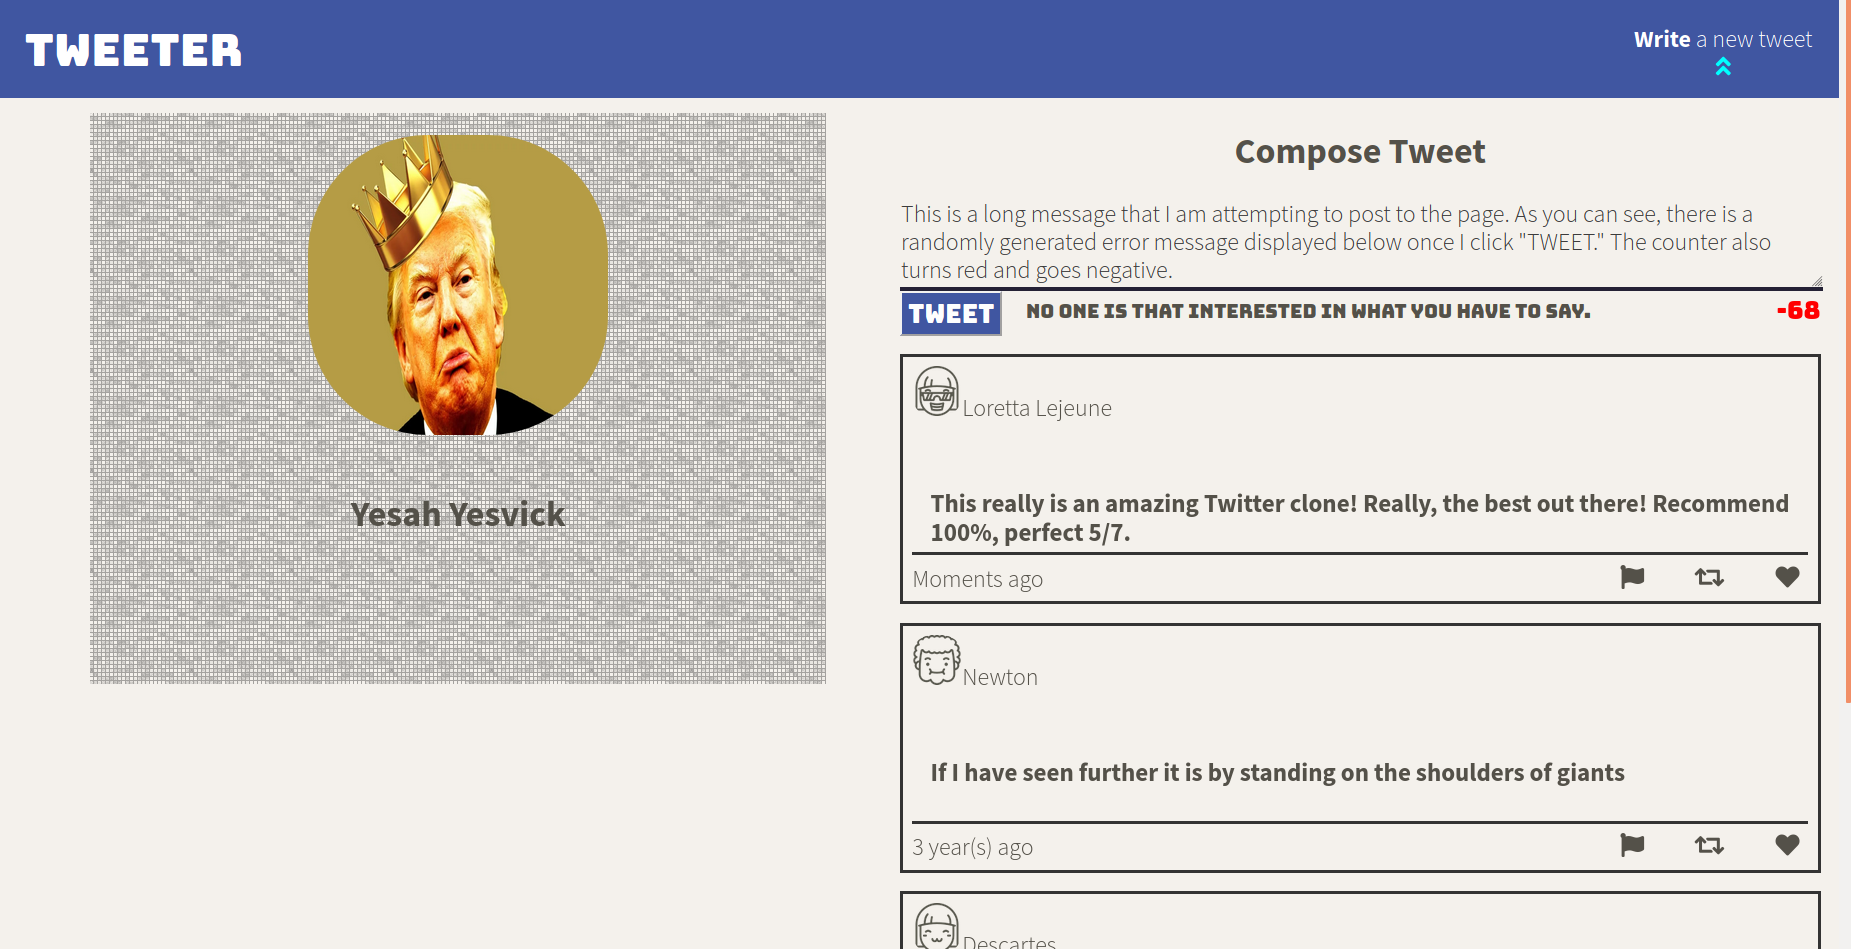 TWEETER
Write a new tweet
Yesah Yesvick
Compose Tweet
This is a long message that I am attempting to post to the page. As you can see, there is a
randomly generated error message displayed below once I click "TWEET." The counter also
turns red and goes negative.
TWEET NO ONE IS THAT INTERESTED IN WHAT YOU HAVE TO SAY. -68
Loretta Lejeune
This really is an amazing Twitter clone! Really, the best out there! Recommend
100%, perfect 5/7.
Moments ago
Newton
If I have seen further it is by standing on the shoulders of giants
3 year(s) ago
Descartes